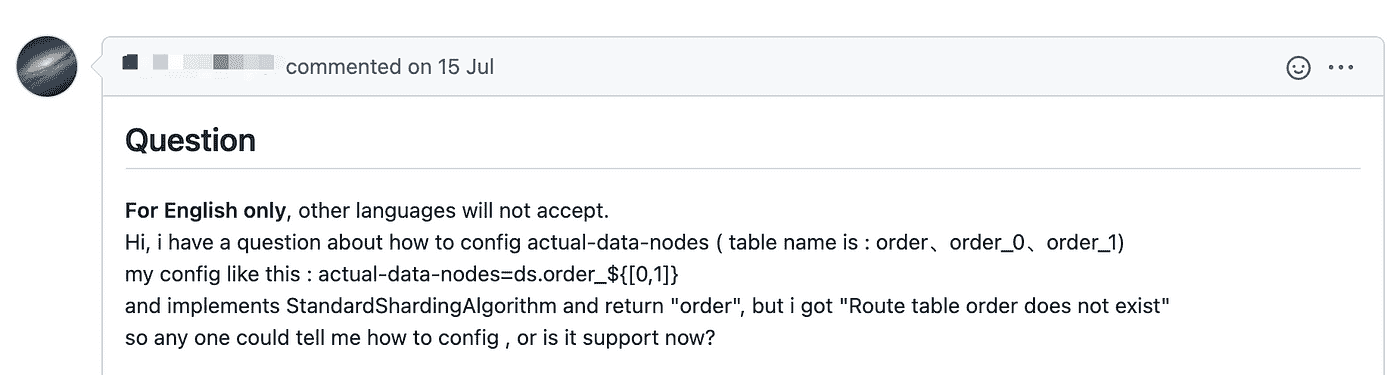 commented on 15 Jul
Question
For English only, other languages will not accept.
Hi, i have a question about how to config actual-data-nodes ( table name is : order、order_0、order_1)
my config like this : actual-data-nodes=ds.order_${[0,1]}
and implements StandardShardingAlgorithm and return "order", but i got "Route table order does not exist"
so any one could tell me how to config , or is it support now?